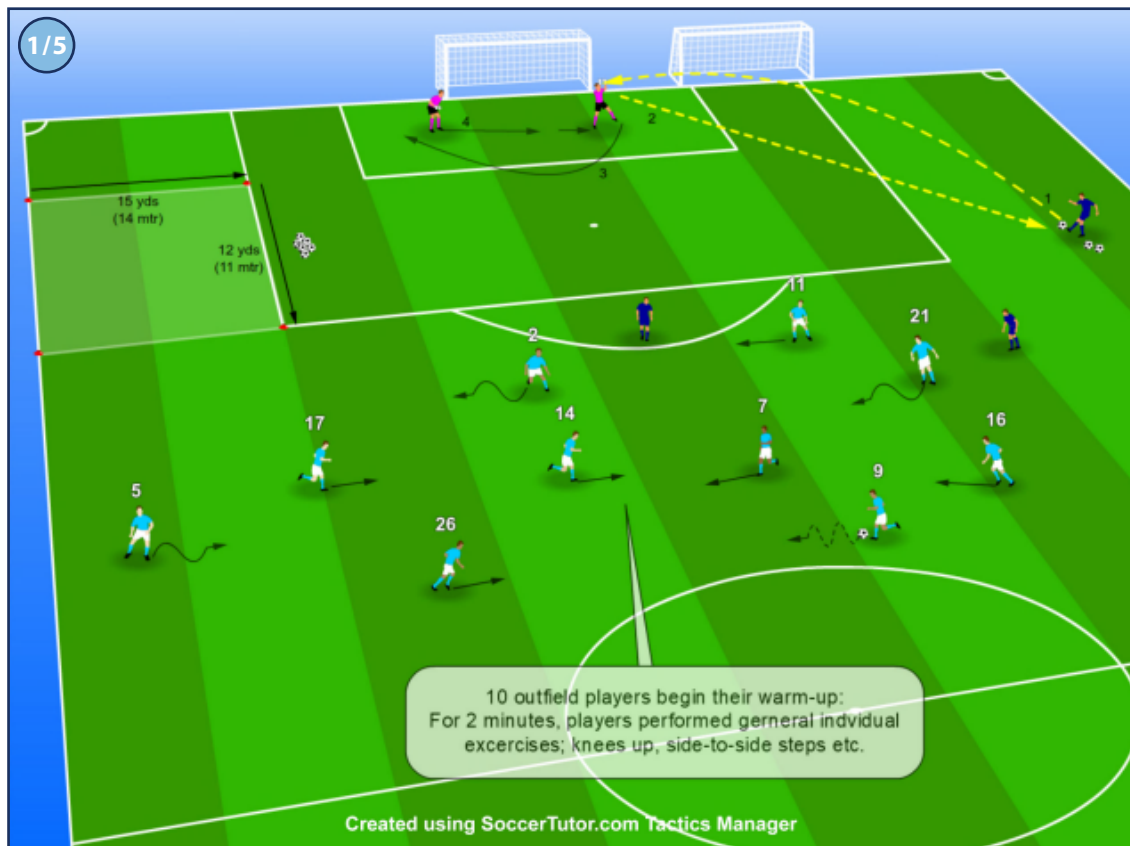 1/5
4
2
3
1
15 yds
(14 mtr)
12 yds
(11 mtr)
11
2
21
17
14
7
16
5
26
9
10 outfield players begin their warm-up:
For 2 minutes, players performed gerneral indvidual
excercises; knees up, side-to-side steps etc.
Created using SoccerTutor.com Tactics Manager